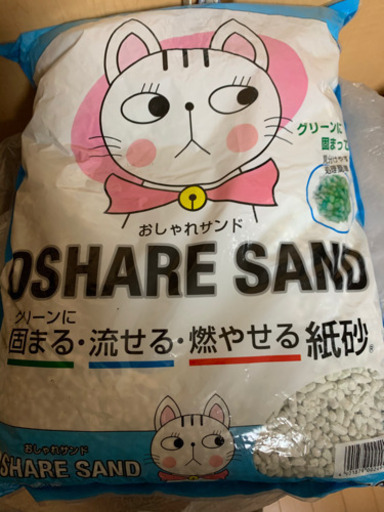 グリーンに
固まって
おしゃれサンド
OSHARE SAND
グリーンに
固まる・流せる・燃やせる 紙砂®
おしゃれサンド
SHARE SAND